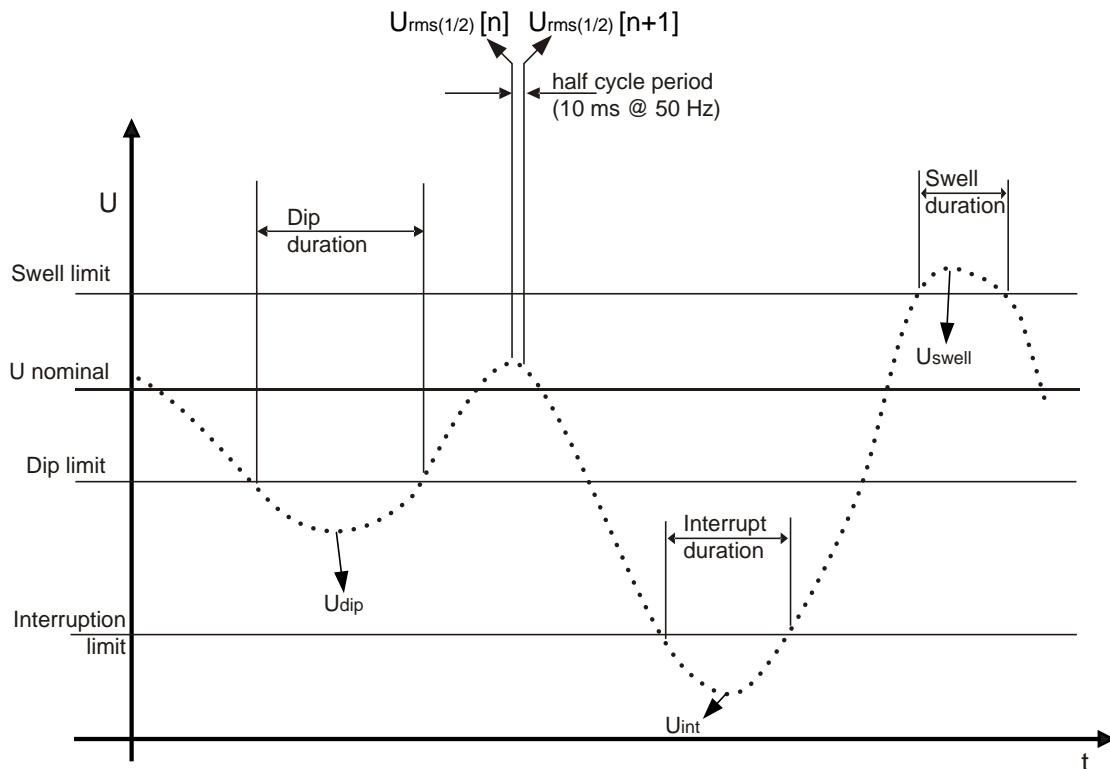 Urms(1/2) [n] Urms(1/2) [n+1]
half cycle period
(10 ms @ 50 Hz)
U
Dip
duration
Swell
duration
Swell limit
Uswell
U nominal
Dip limit
Interrupt
duration
Udip
Interruption
limit
Uint
t